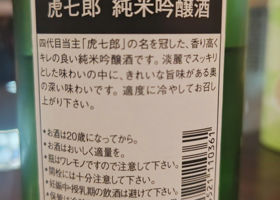 虎七郎 純米吟醸酒
四代目当主「虎七郎」の名を冠した、香り高く
キレの良い純米吟醸酒です。淡麗でスッキリ
とした味わいの中に、きれいな旨味がある奥
の深い味わいです。適度に冷やしてお召し
上がり下さい。
*お酒は20歳になってから。
*お酒はおいしく適量を。
*瓶はワレモノですので注意して下さい。
*開栓には十分注意して下さい。
*妊娠中・授乳期の飲酒は避けて下さい。